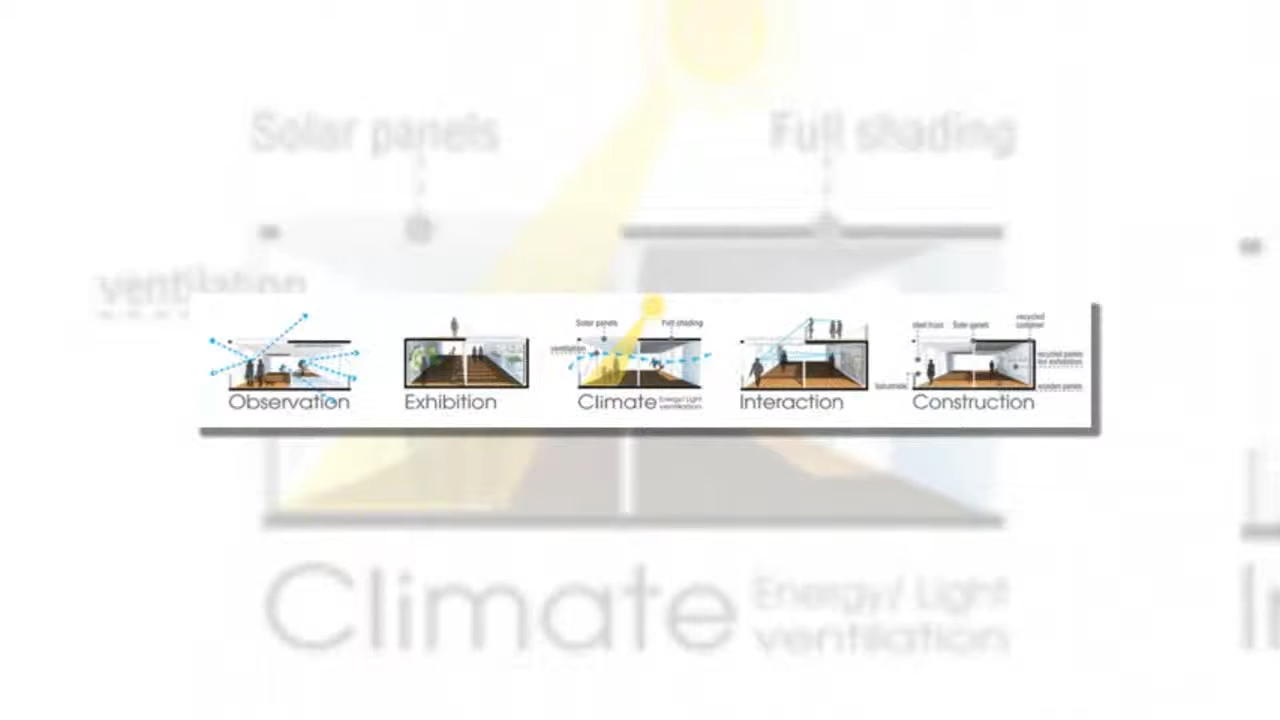 Solar panels
Full shading
ventilation
Solar panels
Full shading
ventilation
steel truss
Solar panels
recycled
container
recycled panels
for exhibition
wooden panels
Observation
Exhibition
Climate
Energy/ Light
ventilation
Interaction
Construction
Climate
Energy/ Light
ventilation